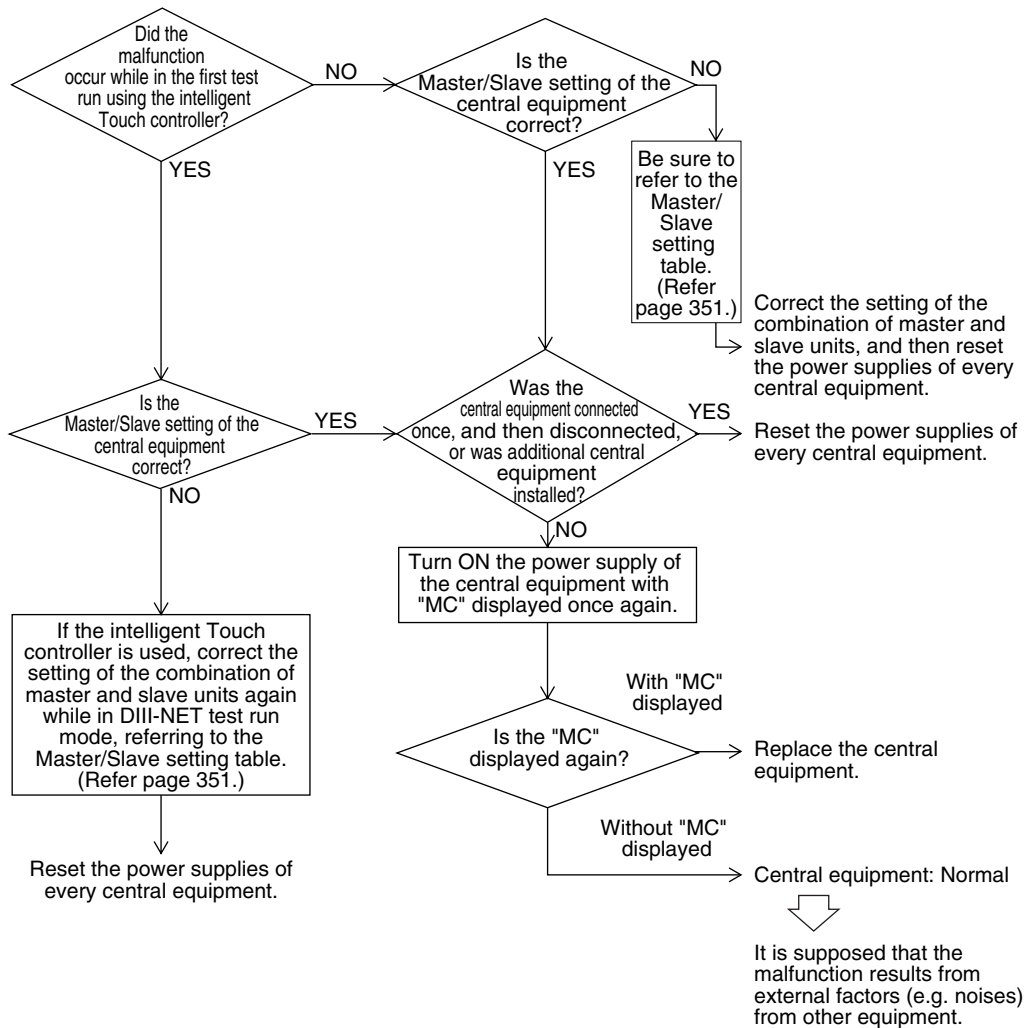 Did the
malfunction
occur while in the first test
run using the intelligent
Touch controller?
NO
Is the
Master/Slave setting of the
central equipment
correct?
NO
YES
YES
Be sure to
refer to the
Master/
Slave
setting
table.
(Refer
page 351.)
Correct the setting of the
combination of master and
slave units, and then reset
the power supplies of every
central equipment.
Is the
Master/Slave setting of the
central equipment
correct?
YES
Was the
central equipment connected
once, and then disconnected,
or was additional central
equipment
installed?
YES
Reset the power supplies of
every central equipment.
NO
NO
Turn ON the power supply of
the central equipment with
"MC" displayed once again.
If the intelligent Touch
controller is used, correct the
setting of the combination of
master and slave units again
while in DIII-NET test run
mode, referring to the
Master/Slave setting table.
(Refer page 351.)
Reset the power supplies of
every central equipment.
With "MC"
displayed
Is the "MC"
displayed again?
Replace the central
equipment.
Without "MC"
displayed
Central equipment: Normal
It is supposed that the
malfunction results from
external factors (e.g. noises)
from other equipment.